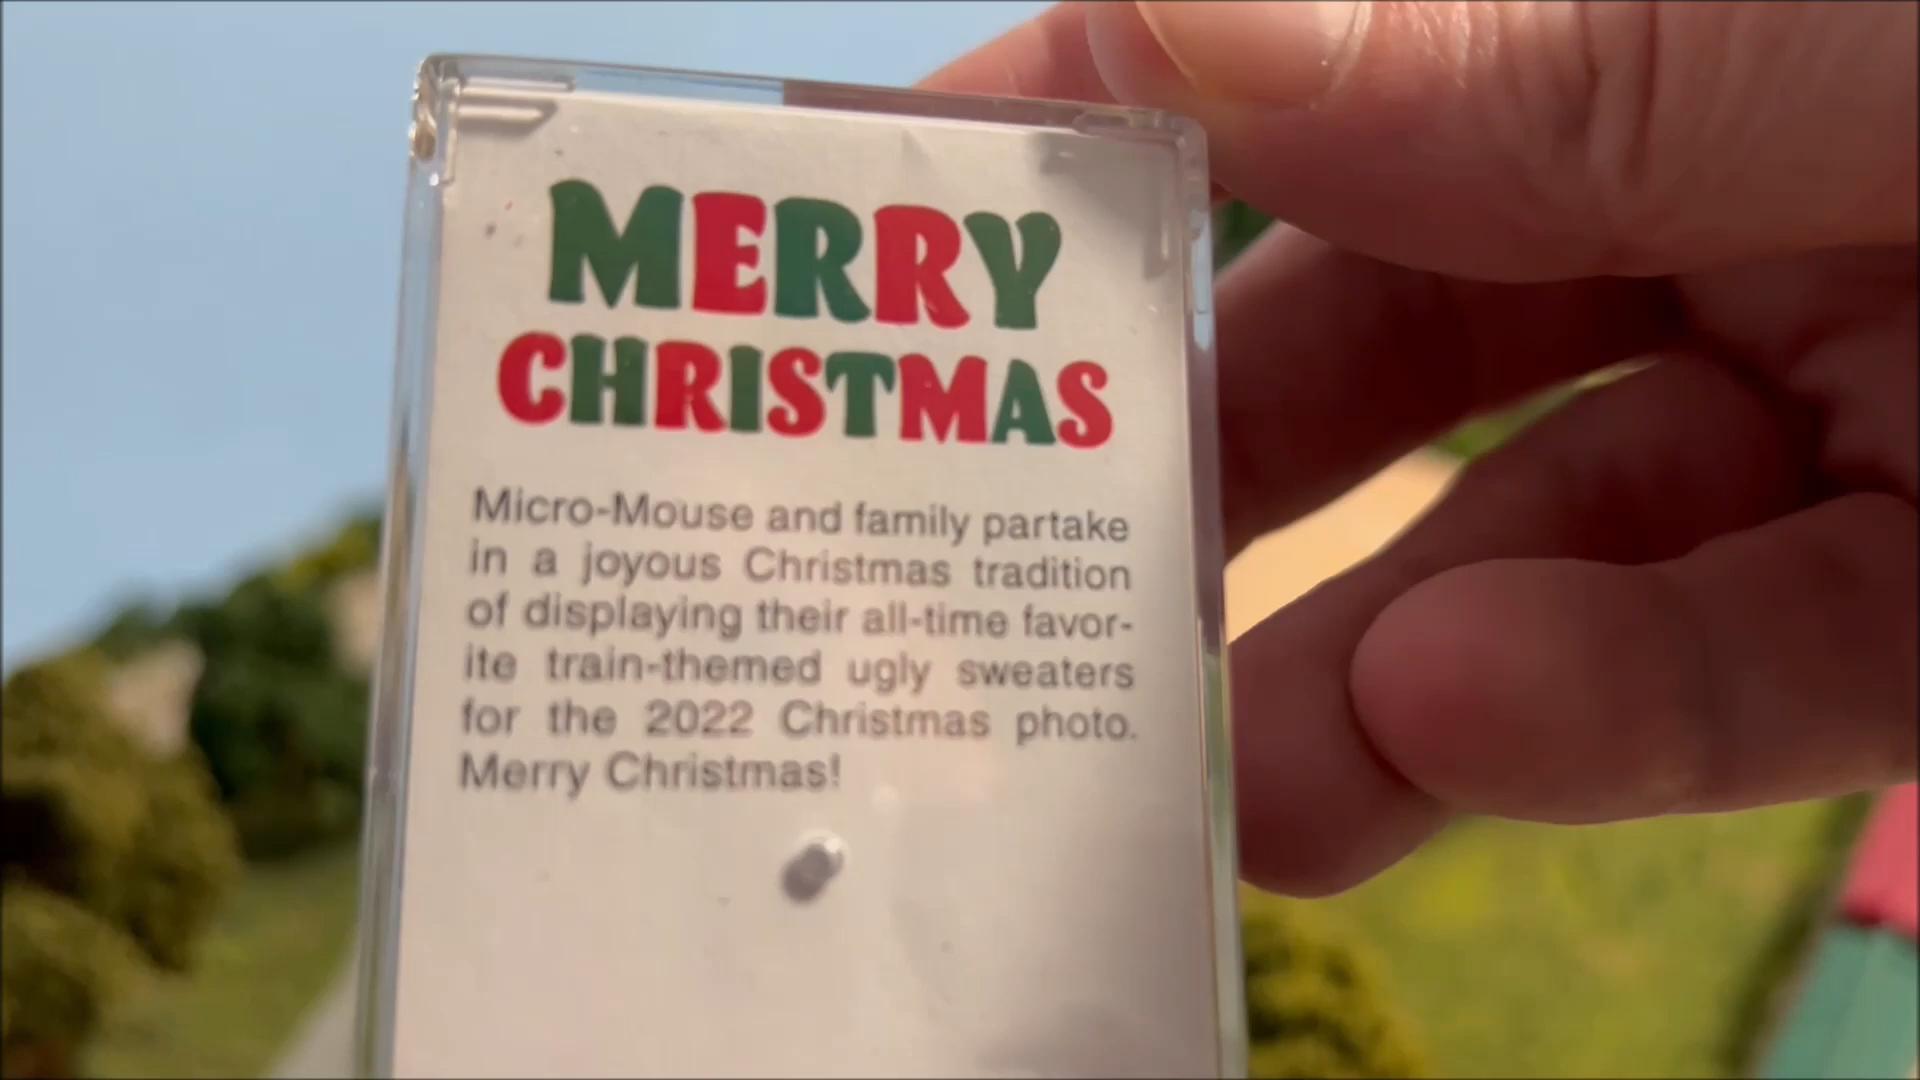 MERRY
CHRISTMAS
Micro-Mouse and family partake
in a joyous Christmas tradition
of displaying their all-time favor-
ite train-themed ugly sweaters
for the 2022 Christmas photo.
Merry Christmas!